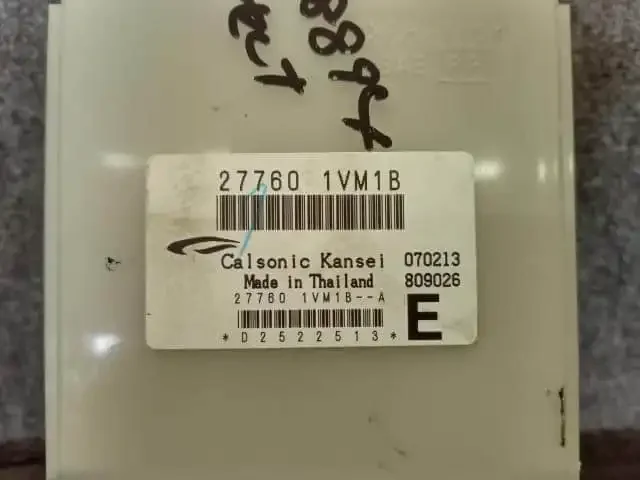 27760 1VM1B
Calsonic Kansei 070213
Made in Thailand 809026
27760 1VM1B--A
E
*D2522513*